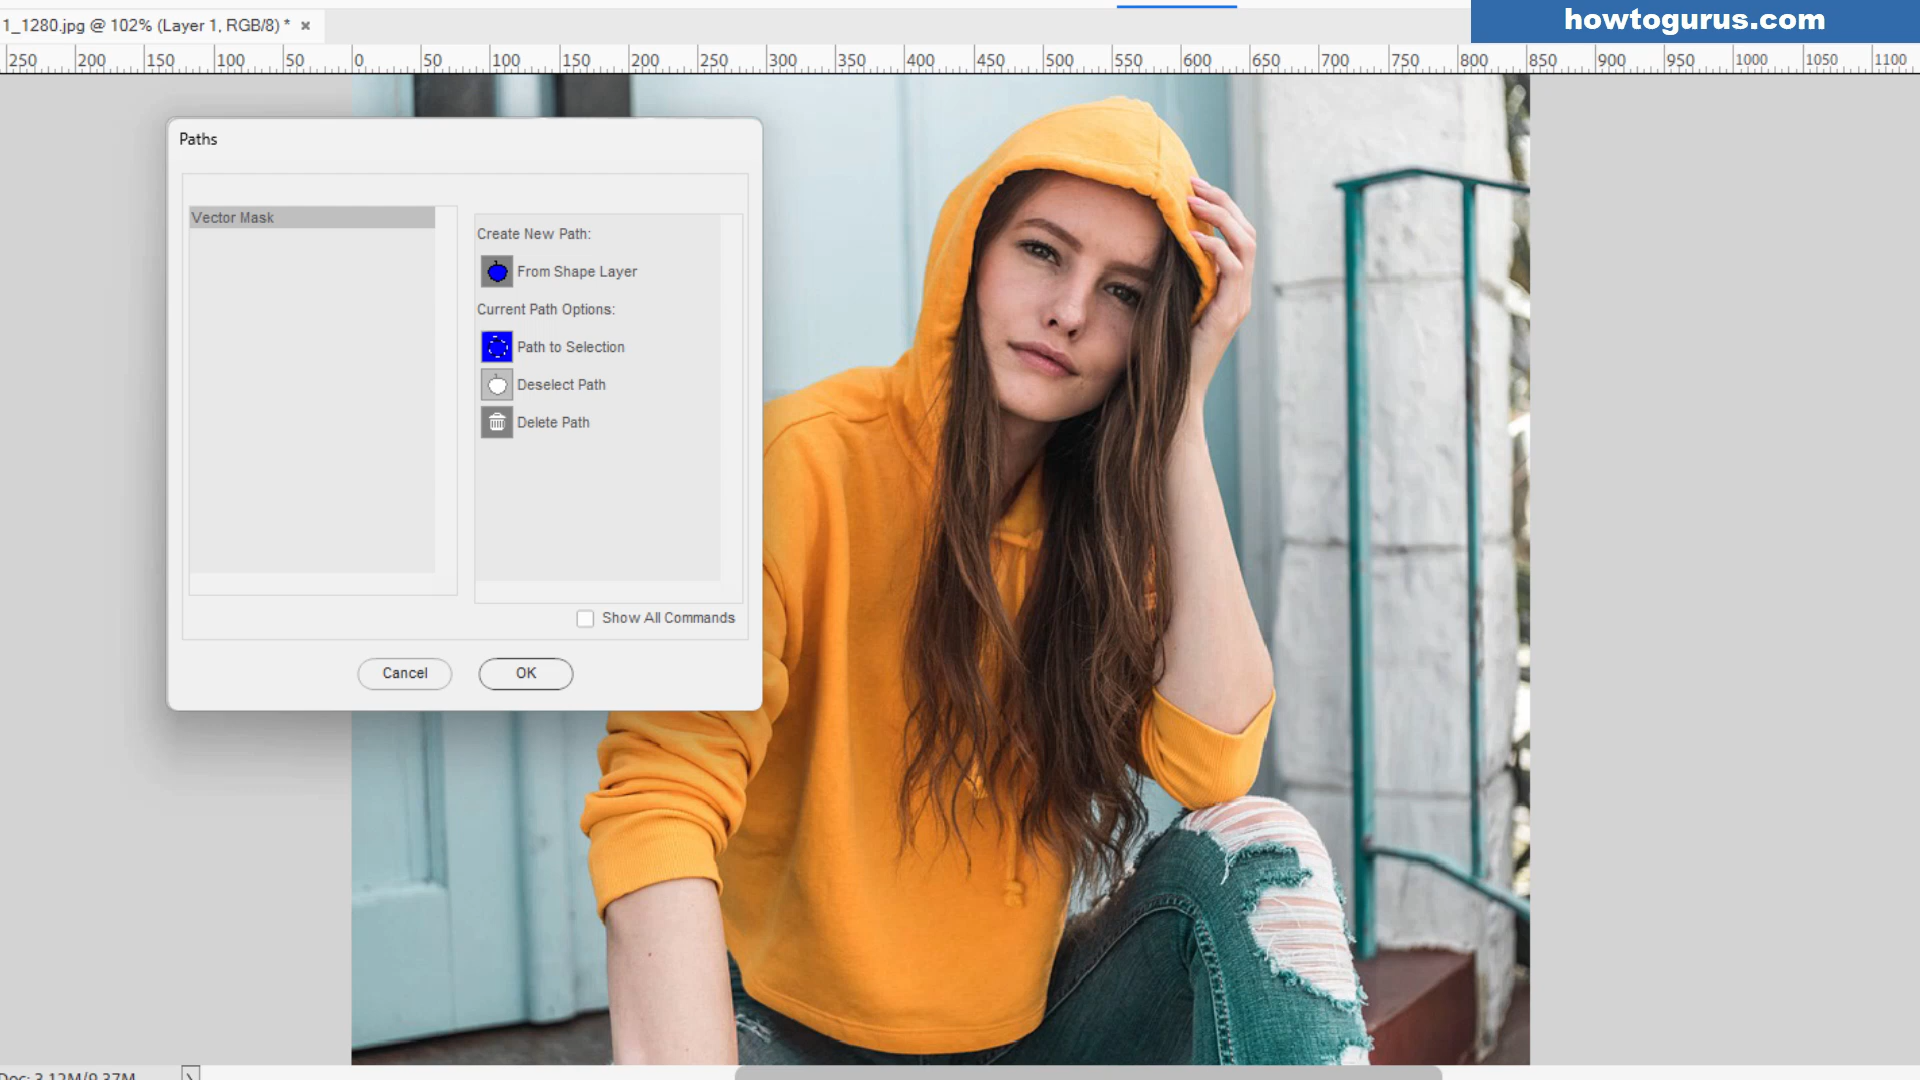 1_1280.jpg @ 102% (Layer 1, RGB/8) *
howtogurus.com
250 200 150 100 50 0 50 100 150 200 250 300 350 400 450 500 550 600 650 700 750 800 850 900 950 1000 1050 1100
Paths
Vector Mask
Create New Path:
From Shape Layer
Current Path Options:
Path to Selection
Deselect Path
Delete Path
Show All Commands
Cancel
OK
Doc: 3.12M/9.37M